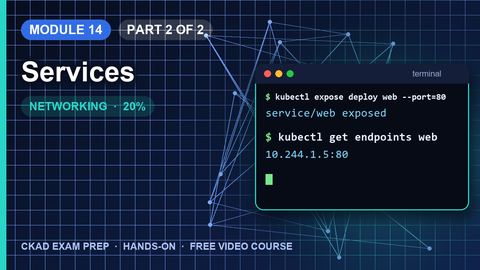 MODULE 14
PART 2 OF 2
Services
NETWORKING · 20%
terminal
$ kubectl expose deploy web --port=80
service/web exposed
$ kubectl get endpoints web
10.244.1.5:80
CKAD EXAM PREP · HANDS-ON · FREE VIDEO COURSE